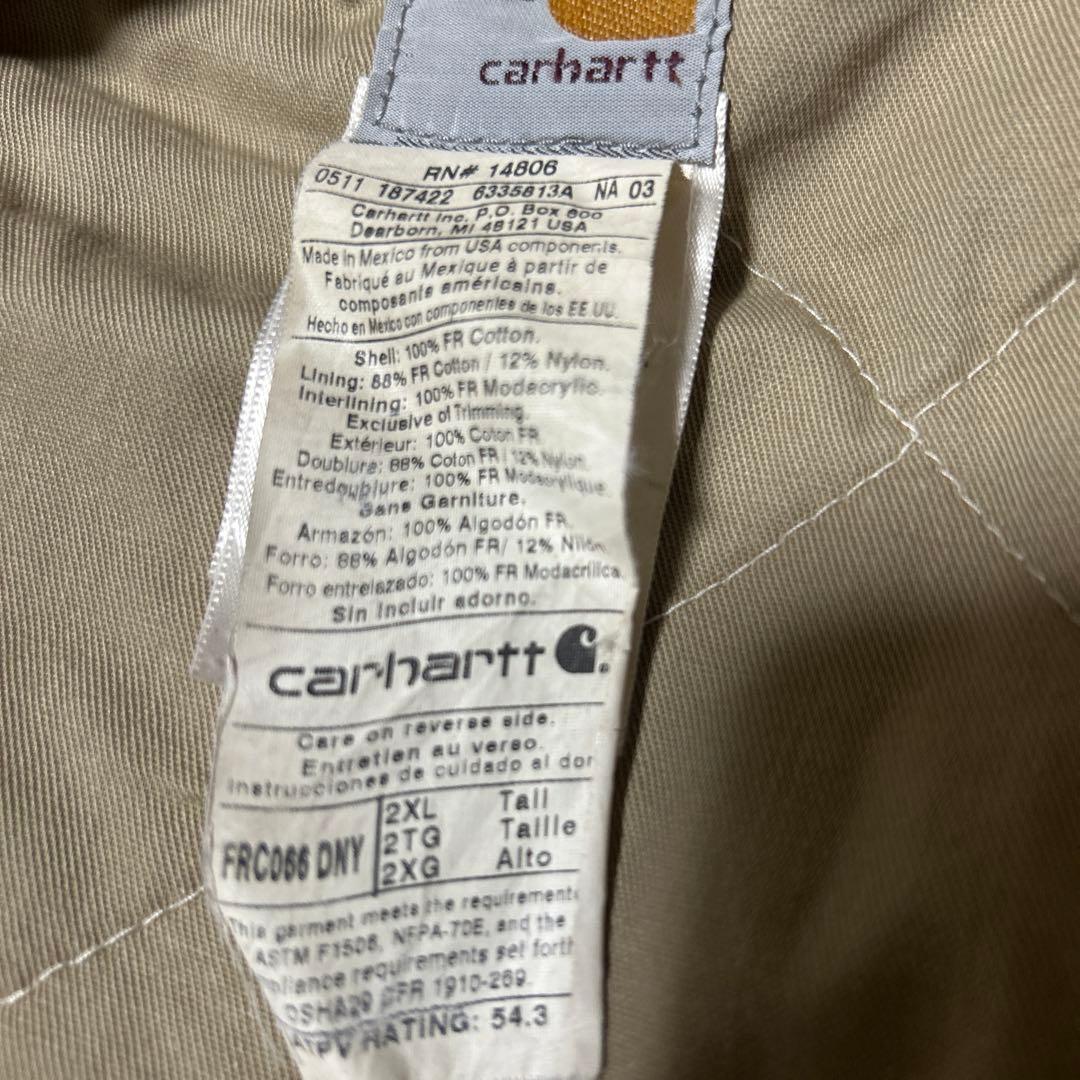 carhartt
RN# 14806
0511 187422 6335813A NA 03
Carhartt Inc. P.O. Box 600
Dearborn, MI 48121 USA
Made in Mexico from USA components.
Fabriqué au Mexique à partir de
composants américains.
Hecho en Mexico con componentes de los EE UU.
Shell: 100% FR Cotton.
Lining: 88% FR Cotton / 12% Nylon.
Interlining: 100% FR Modacrylic.
Exclusive of Trimming.
Extérieur: 100% Coton FR
Doublure: 88% Coton FR / 12% Nylon.
Entredoublure: 100% FR Modacrylique.
Sans Garniture.
Armazón: 100% Algodón FR.
Forro: 88% Algodón FR/ 12% Nilón
Forro entrelazado: 100% FR Modacrílica.
Sin incluir adorno.
carhartt
Care on reverse side.
Entretien au verso.
Instrucciones de cuidado al dor
FRC066 DNY
2XL Tall
2TG Taille
2XG Alto
This garment meets the requirements
ASTM F1506, NFPA-70E, and the
pliance requirements set forth
OSHA29 CFR 1910-269.
ATPV RATING: 54.3